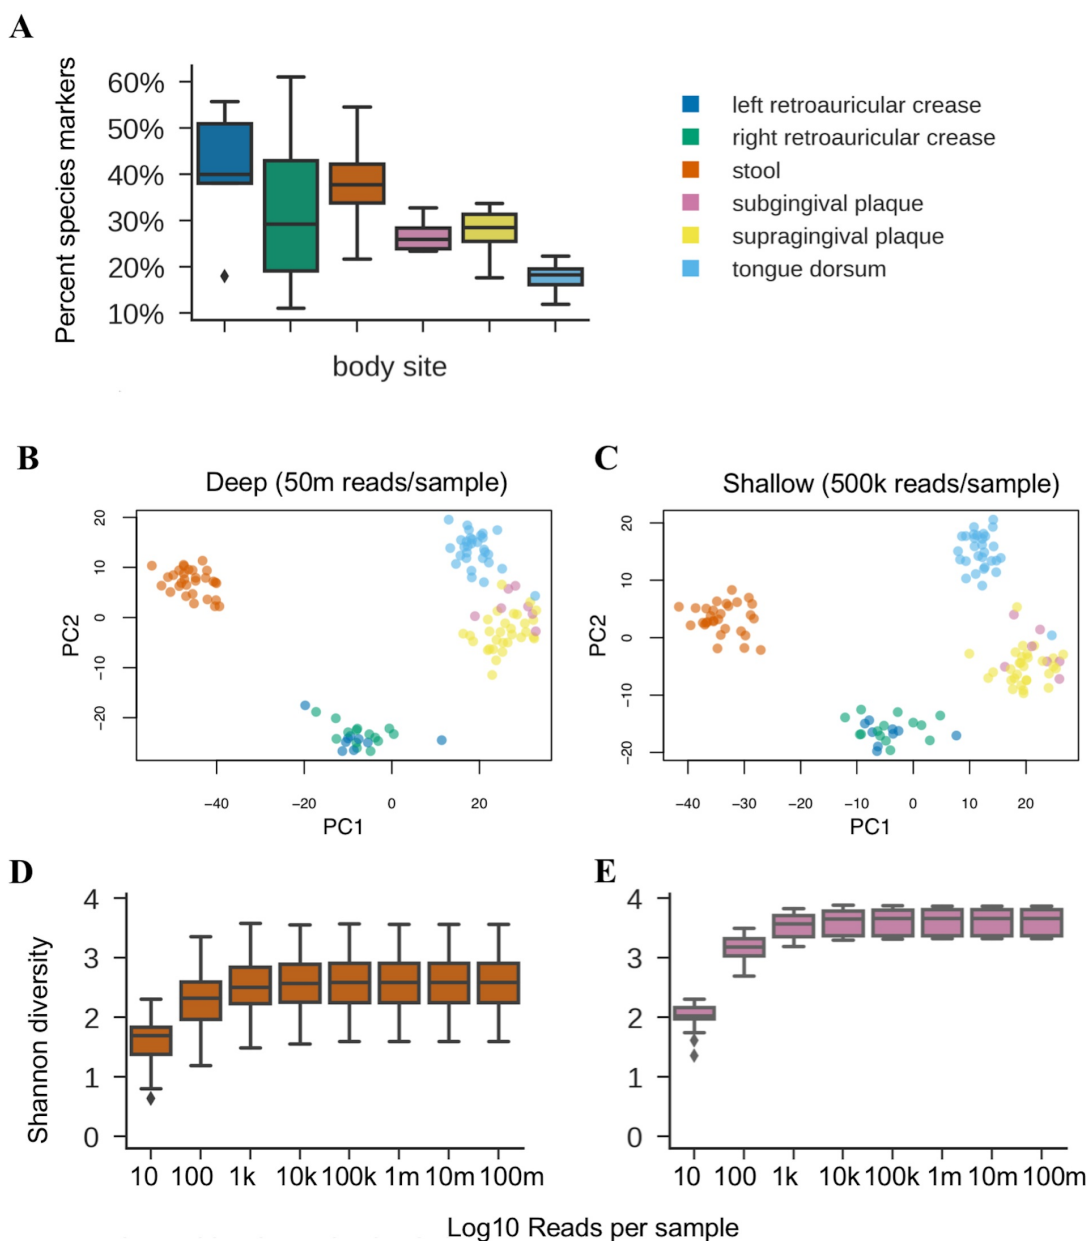 A
Percent species markers
60%
50%
40%
30%
20%
10%
body site
left retroauricular crease
right retroauricular crease
stool
subgingival plaque
supragingival plaque
tongue dorsum
B
Deep (50m reads/sample)
PC2
20
10
0
−10
−20
−40
−20
0
20
PC1
C
Shallow (500k reads/sample)
PC2
20
10
0
−10
−20
−40
−30
−20
−10
0
10
20
PC1
D
Shannon diversity
4
3
2
1
0
10 100 1k 10k 100k 1m 10m 100m
E
4
3
2
1
0
10 100 1k 10k 100k 1m 10m 100m
Log10 Reads per sample